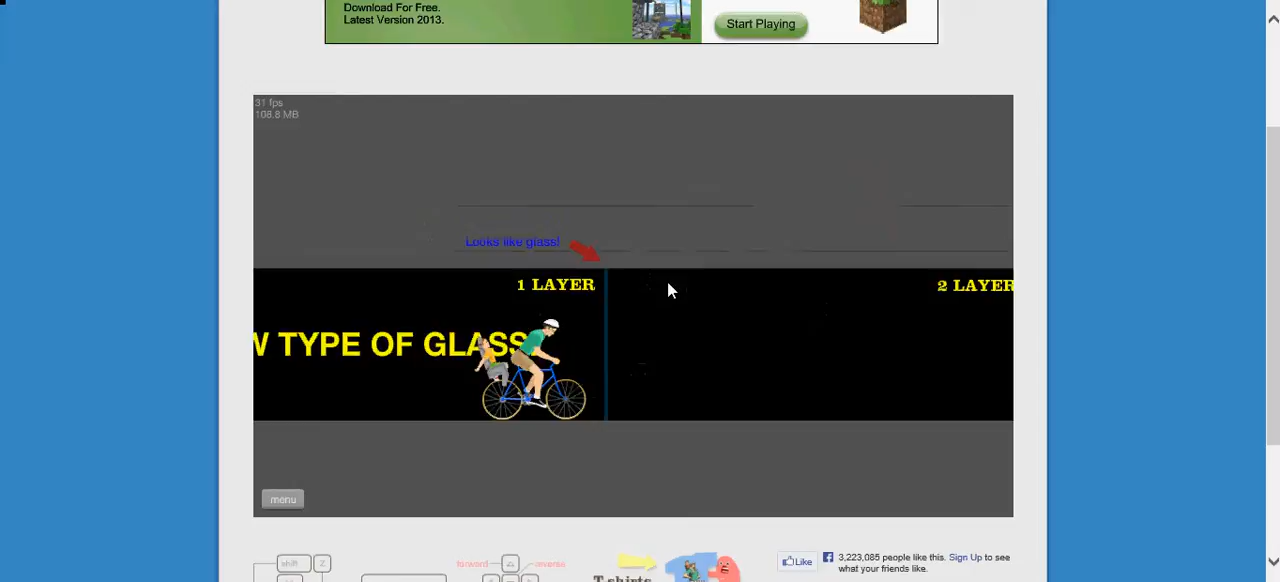 Download For Free.
Latest Version 2013.
Start Playing
31 fps
108.8 MB
Looks like glass!
1 LAYER
2 LAYER
W TYPE OF GLASS
menu
shift
Z
forward
reverse
T-shirts
Like
3,223,085 people like this. Sign Up to see
what your friends like.